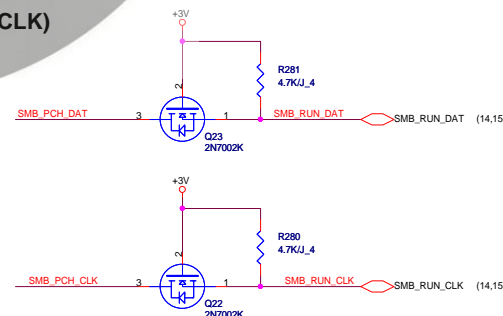 CLK)
+3V
2
R281
4.7K/J_4
SMB_PCH_DAT 3 1 SMB_RUN_DAT SMB_RUN_DAT (14,15
Q23
2N7002K
+3V
2
R280
4.7K/J_4
SMB_PCH_CLK 3 1 SMB_RUN_CLK SMB_RUN_CLK (14,15
Q22
2N7002K